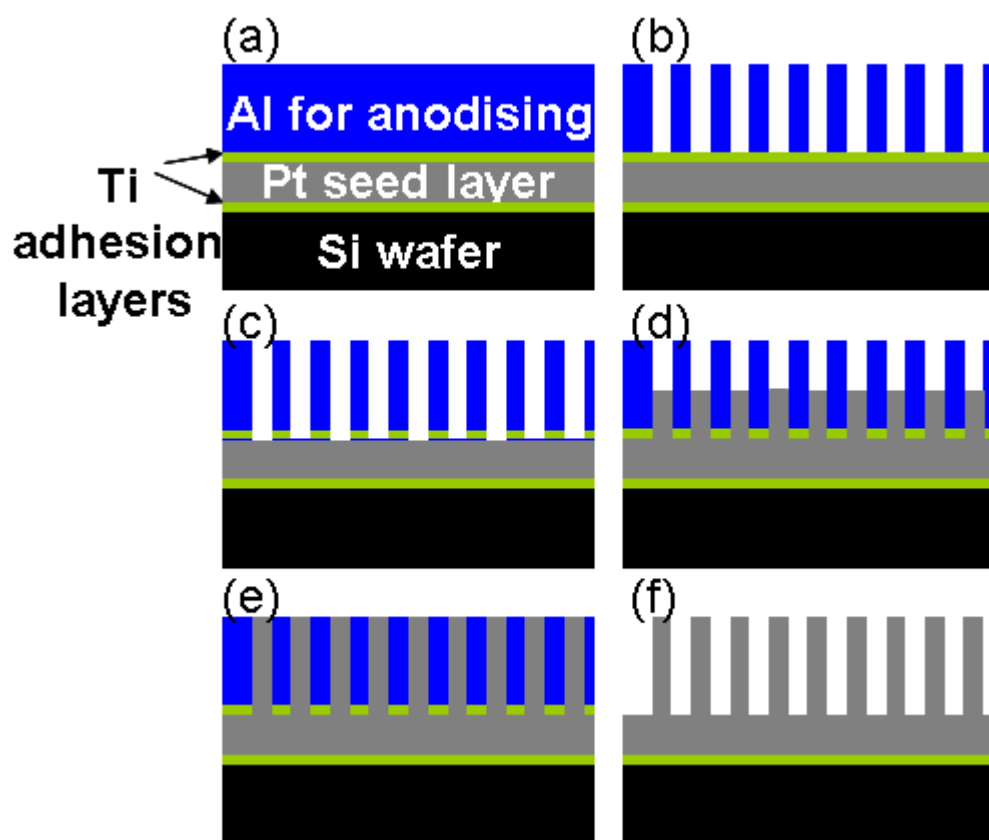 (a)
(b)
Al for anodising
Pt seed layer
Si wafer
Ti
adhesion
layers
(c)
(d)
(e)
(f)